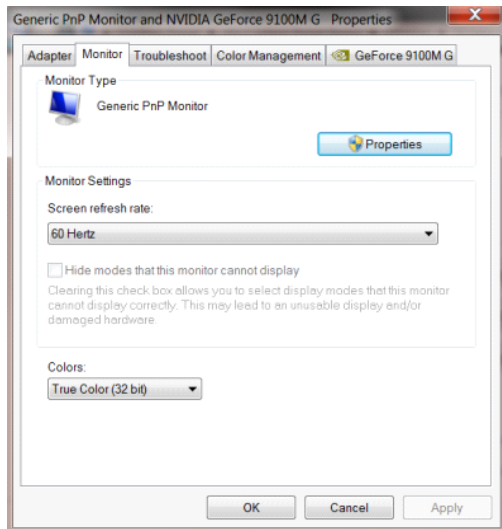 Generic PnP Monitor and NVIDIA GeForce 9100M G Properties
Adapter Monitor Troubleshoot Color Management GeForce 9100M G
Monitor Type
Generic PnP Monitor
Properties
Monitor Settings
Screen refresh rate:
60 Hertz
Hide modes that this monitor cannot display
Clearing this check box allows you to select display modes that this monitor
cannot display correctly. This may lead to an unusable display and/or
damaged hardware.
Colors:
True Color (32 bit)
OK Cancel Apply